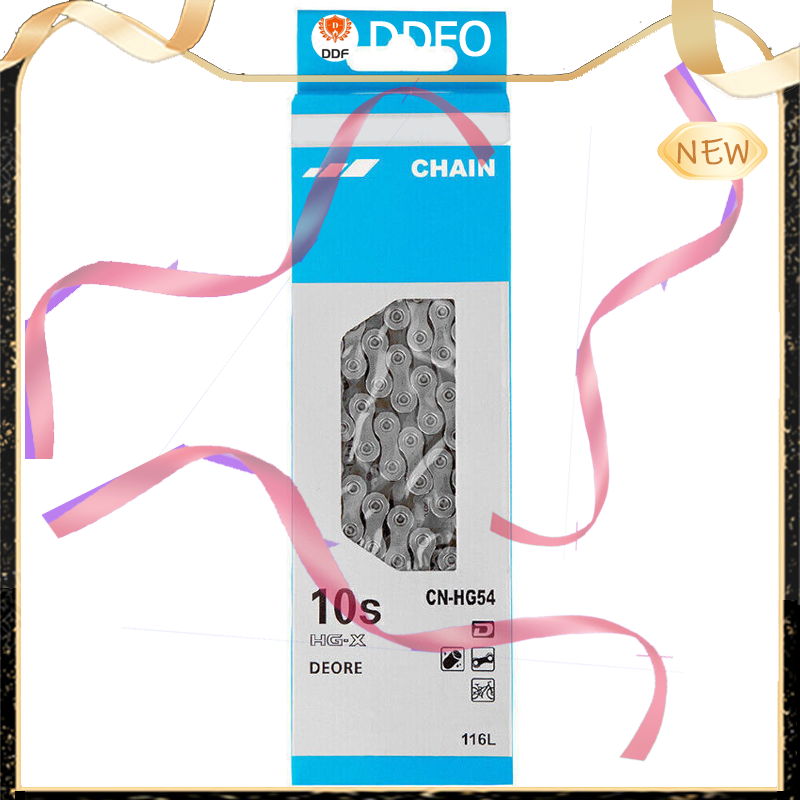 DDF
DDFO
NEW
CHAIN
10s
CN-HG54
HG-X
D
DEORE
116L